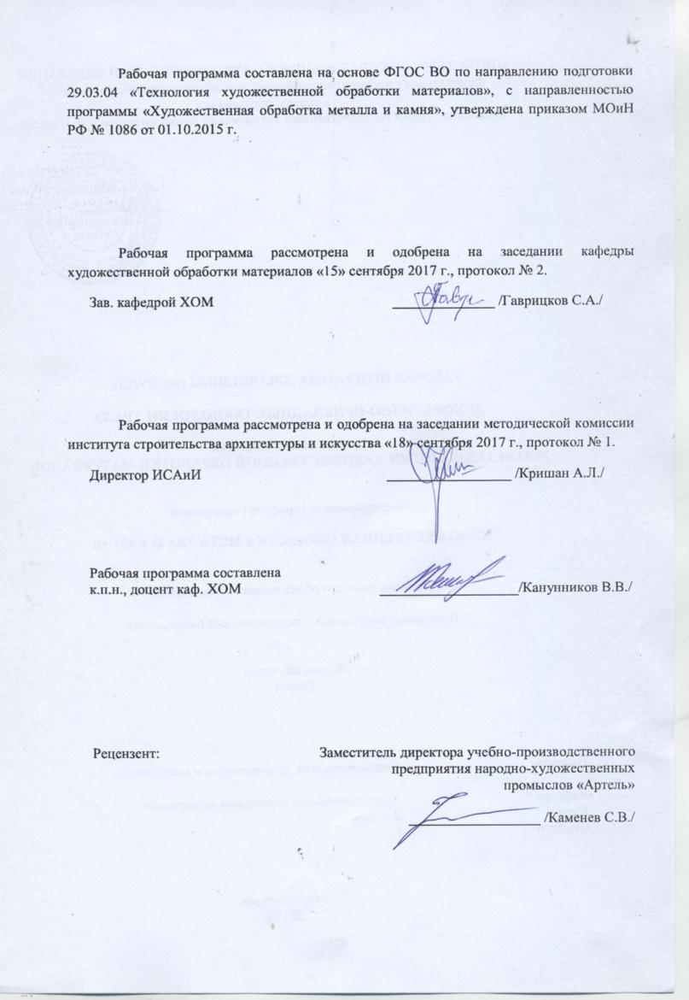 Рабочая программа составлена на основе ФГОС ВО по направлению подготовки
29.03.04 «Технология художественной обработки материалов», с направленностью
программы «Художественная обработка металла и камня», утверждена приказом МОиН
РФ № 1086 от 01.10.2015 г.
Рабочая программа рассмотрена и одобрена на заседании кафедры
художественной обработки материалов «15» сентября 2017 г., протокол № 2.
Зав. кафедрой ХОМ /Гаврицков С.А./
Рабочая программа рассмотрена и одобрена на заседании методической комиссии
института строительства архитектуры и искусства «18» сентября 2017 г., протокол № 1.
Директор ИСАиИ /Кришан А.Л./
Рабочая программа составлена
к.п.н., доцент каф. ХОМ /Канунников В.В./
Рецензент: Заместитель директора учебно-производственного
предприятия народно-художественных
промыслов «Артель»
/Каменев С.В./